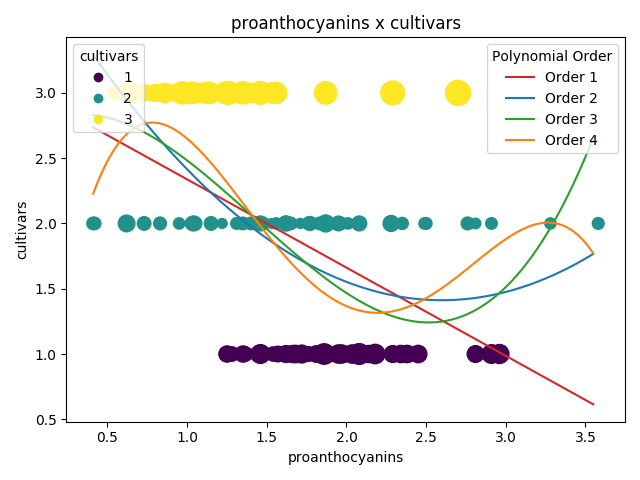 proanthocyanins x cultivars
cultivars
1
2
3
Polynomial Order
Order 1
Order 2
Order 3
Order 4
cultivars
3.0
2.5
2.0
1.5
1.0
0.5
0.5 1.0 1.5 2.0 2.5 3.0 3.5
proanthocyanins